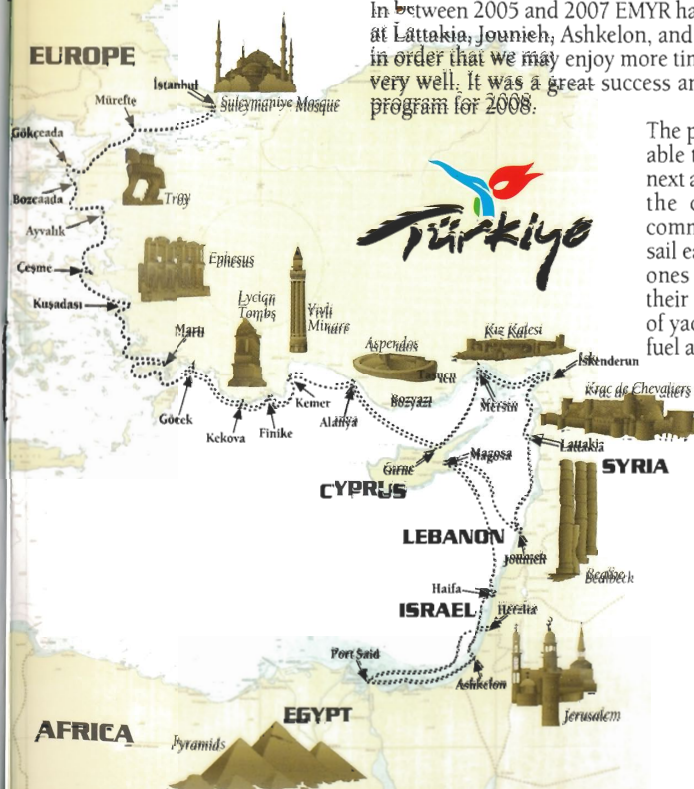 In between 2005 and 2007 EMYR ha
at Lattakia, Jounieh, Ashkelon, and
in order that we may enjoy more tim
very well. It was a great success an
program for 2008.
The p
able t
next a
the
comm
sail ea
ones
their
of yac
fuel a
EUROPE
İstanbul
Suleymaniye Mosque
Mürefte
Gökçeada
Bozcaada
Troy
Ayvalık
Türkiye
Çeşme
Ephesus
Kuşadası
Lycian
Tombs
Yivli
Minare
Martı
Aspendos
Kız Kalesi
Taşucu
İskenderun
Krac de Chevaliers
Göcek
Kekova
Finike
Kemer
Alanya
Bozyazı
Mersin
Lattakia
Girne
Magosa
SYRIA
CYPRUS
LEBANON
Jounieh
Bealbeck
Haifa
ISRAEL
Herzlia
Port Said
Ashkelon
Jerusalem
EGYPT
AFRICA
Pyramids